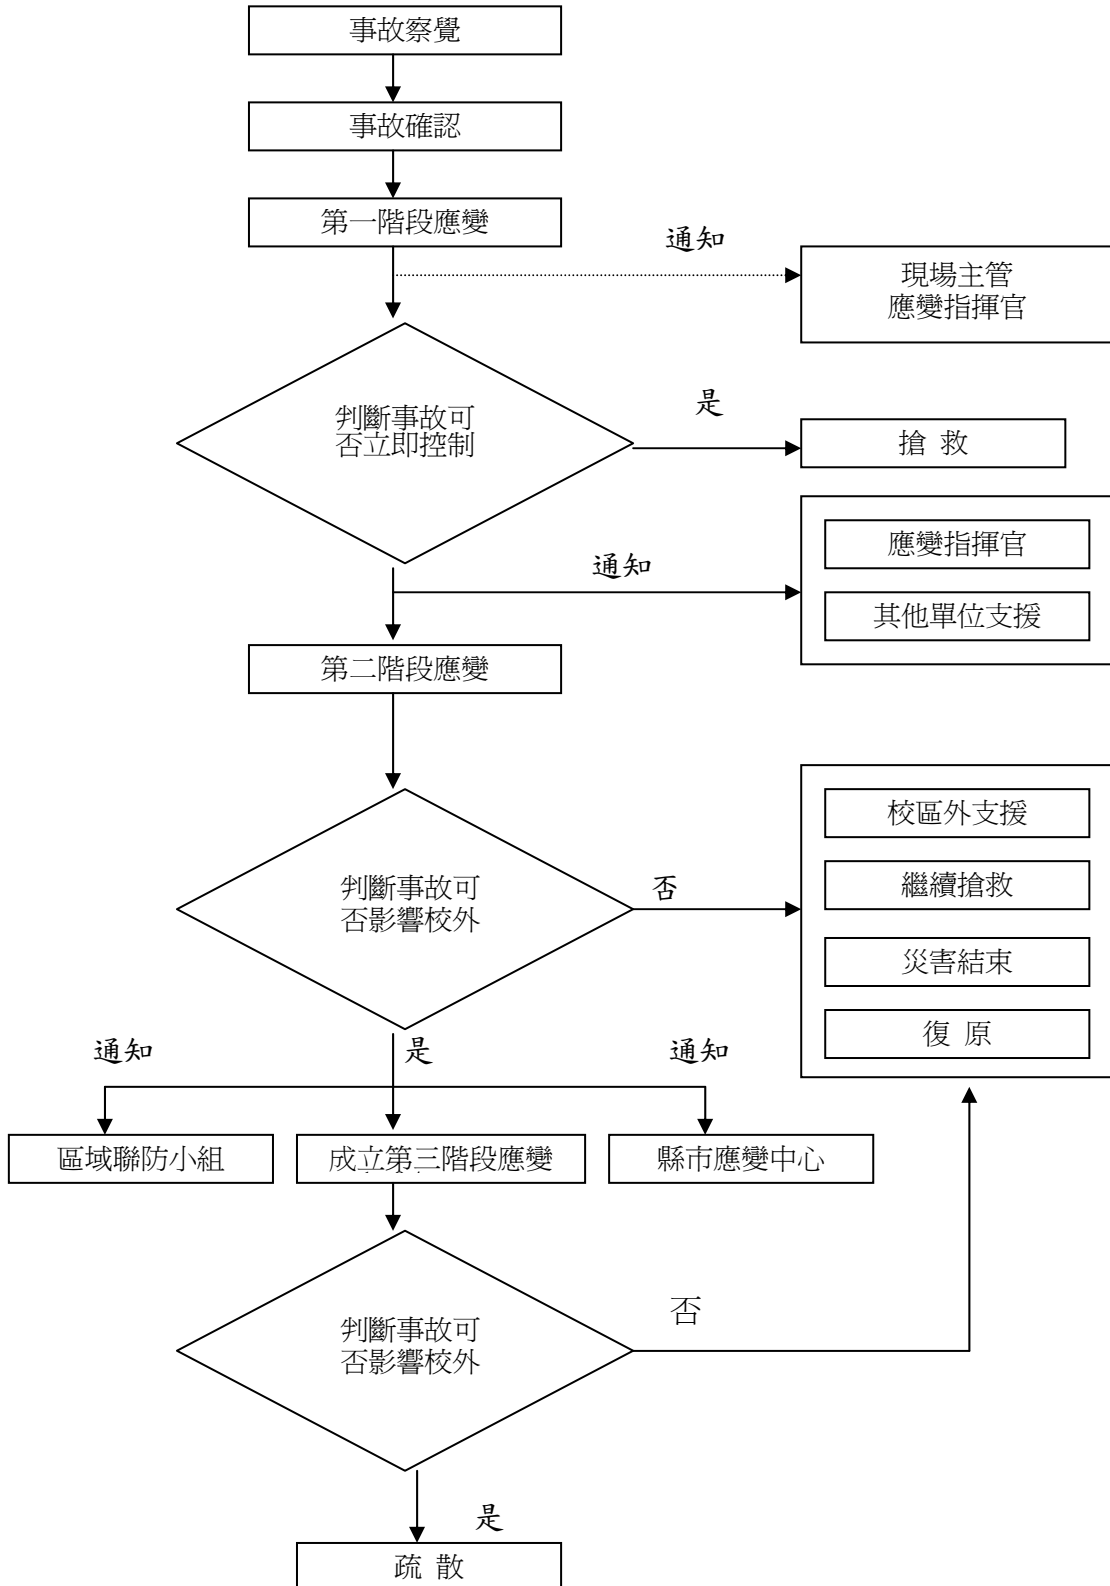 事故察覺
事故確認
第一階段應變
通知
現場主管
應變指揮官
判斷事故可
否立即控制
是
搶 救
通知
應變指揮官
其他單位支援
第二階段應變
判斷事故可
否影響校外
否
校區外支援
繼續搶救
災害結束
復 原
通知
是
通知
區域聯防小組
成立第三階段應變
縣市應變中心
判斷事故可
否影響校外
否
是
疏 散